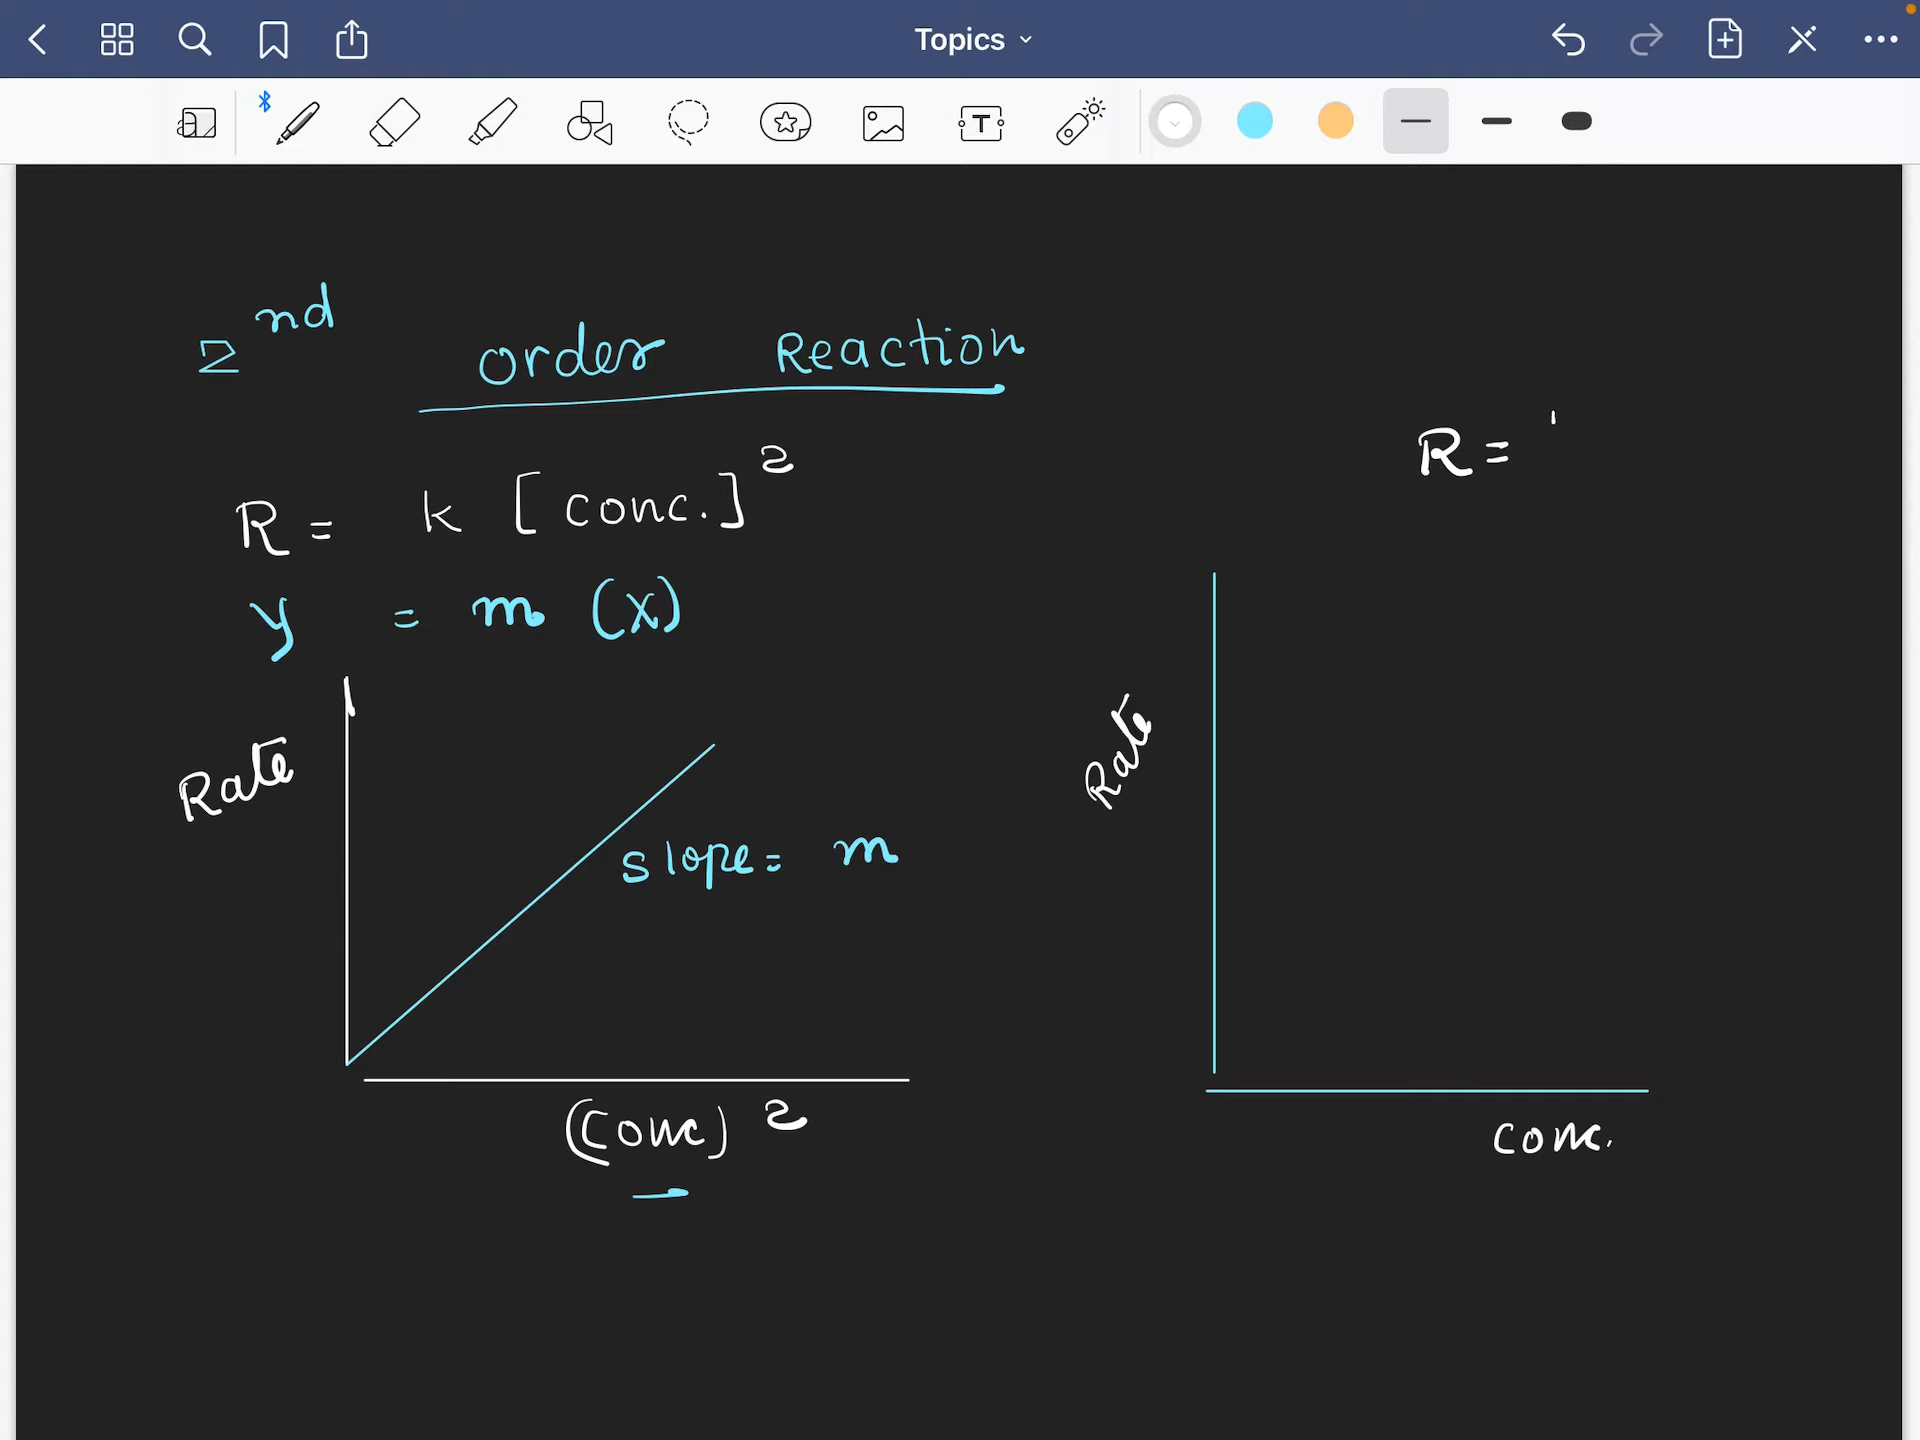 Topics
2nd order Reaction
R = k [conc.]2
y = m (x)
Rate
slope = m
(conc) 2
R =
Rate
conc.